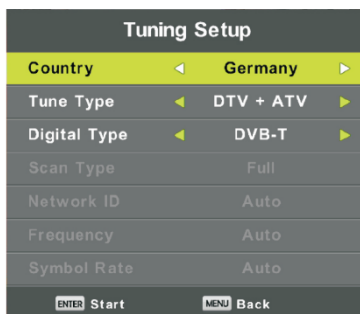 Tuning Setup
Country Germany
Tune Type DTV + ATV
Digital Type DVB-T
Scan Type Full
Network ID Auto
Frequency Auto
Symbol Rate Auto
ENTER Start MENU Back